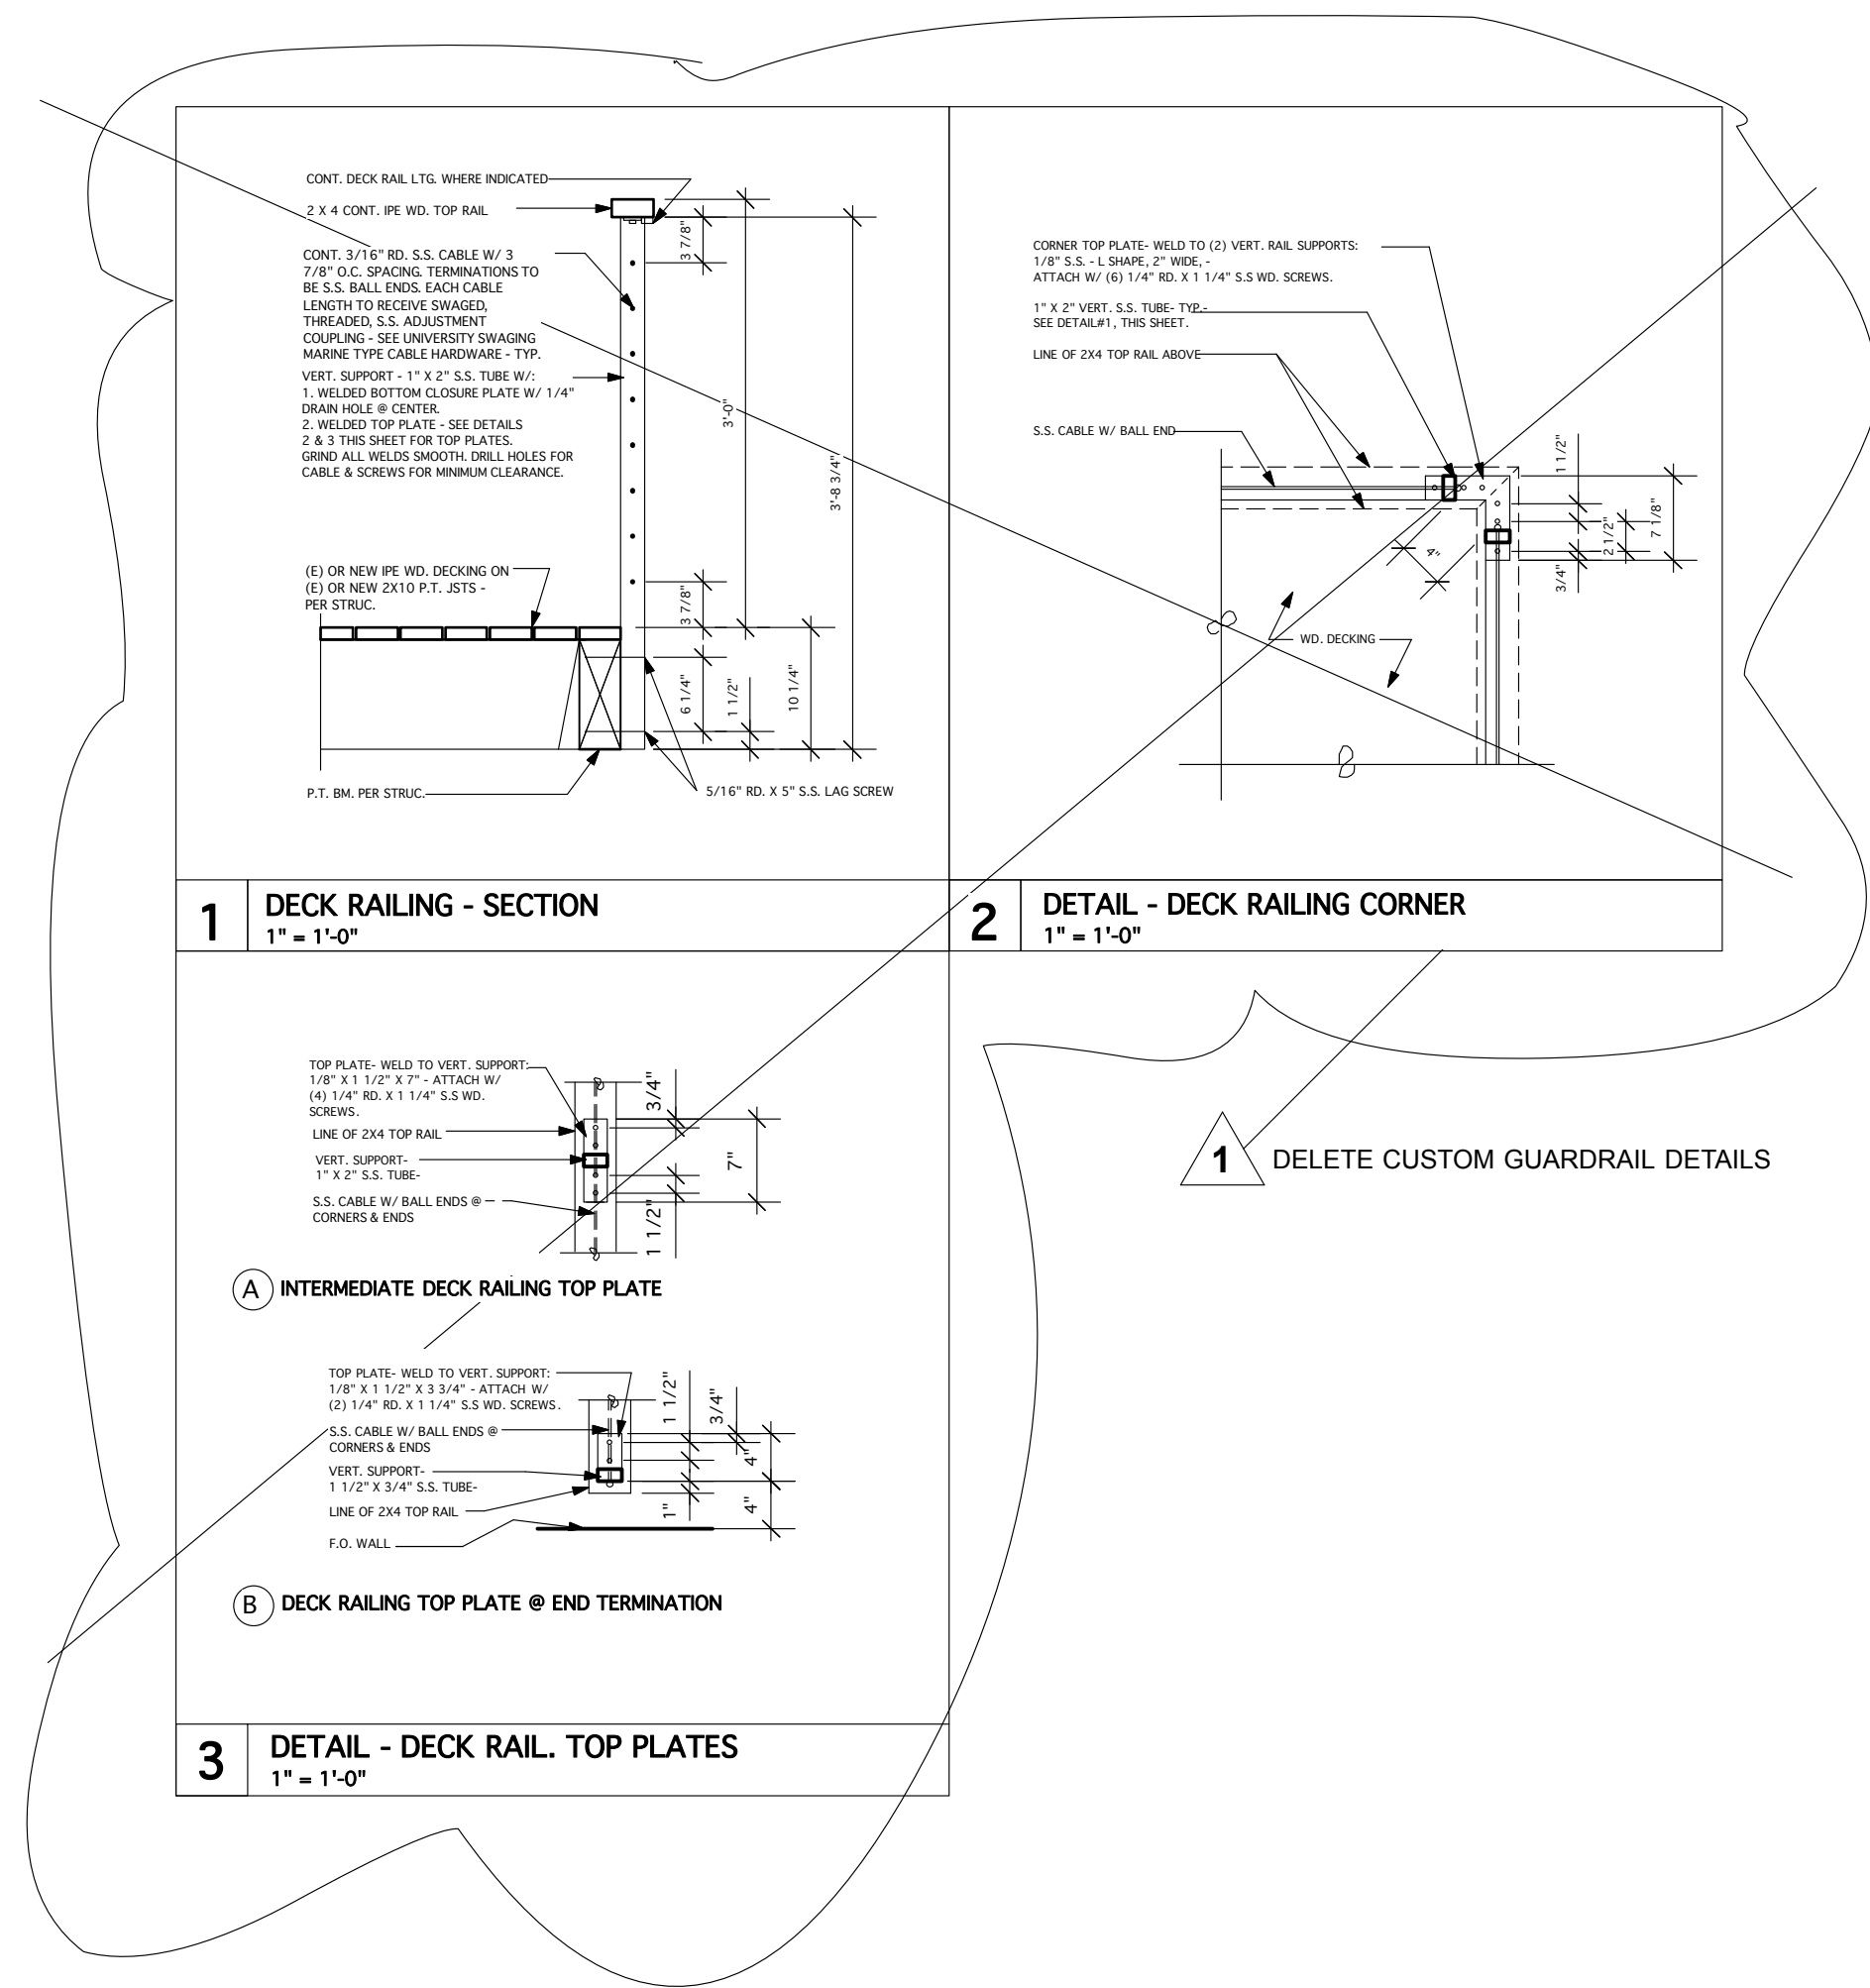 CONT. DECK RAIL LTG. WHERE INDICATED
2 X 4 CONT. IPE WD. TOP RAIL
CONT. 3/16" RD. S.S. CABLE W/ 3
7/8" O.C. SPACING. TERMINATIONS TO
BE S.S. BALL ENDS. EACH CABLE
LENGTH TO RECEIVE SWAGED,
THREADED, S.S. ADJUSTMENT
COUPLING - SEE UNIVERSITY SWAGING
MARINE TYPE CABLE HARDWARE - TYP.
VERT. SUPPORT - 1" X 2" S.S. TUBE W/:
1. WELDED BOTTOM CLOSURE PLATE W/ 1/4"
DRAIN HOLE @ CENTER.
2. WELDED TOP PLATE - SEE DETAILS
2 & 3 THIS SHEET FOR TOP PLATES.
GRIND ALL WELDS SMOOTH. DRILL HOLES FOR
CABLE & SCREWS FOR MINIMUM CLEARANCE.
(E) OR NEW IPE WD. DECKING ON
(E) OR NEW 2X10 P.T. JSTS -
PER STRUC.
P.T. BM. PER STRUC.
5/16" RD. X 5" S.S. LAG SCREW
3 7/8"
3'-0"
3'-8 3/4"
3 7/8"
6 1/4"
1 1/2"
10 1/4"
1
DECK RAILING - SECTION
1" = 1'-0"
CORNER TOP PLATE- WELD TO (2) VERT. RAIL SUPPORTS:
1/8" S.S. - L SHAPE, 2" WIDE, -
ATTACH W/ (6) 1/4" RD. X 1 1/4" S.S WD. SCREWS.
1" X 2" VERT. S.S. TUBE- TYP.-
SEE DETAIL#1, THIS SHEET.
LINE OF 2X4 TOP RAIL ABOVE
S.S. CABLE W/ BALL END
WD. DECKING
4"
1 1/2"
2 1/2"
3/4"
7 1/8"
2
DETAIL - DECK RAILING CORNER
1" = 1'-0"
TOP PLATE- WELD TO VERT. SUPPORT:
1/8" X 1 1/2" X 7" - ATTACH W/
(4) 1/4" RD. X 1 1/4" S.S WD.
SCREWS.
LINE OF 2X4 TOP RAIL
VERT. SUPPORT-
1" X 2" S.S. TUBE-
S.S. CABLE W/ BALL ENDS @
CORNERS & ENDS
3/4"
7"
1 1/2"
A
INTERMEDIATE DECK RAILING TOP PLATE
TOP PLATE- WELD TO VERT. SUPPORT:
1/8" X 1 1/2" X 3 3/4" - ATTACH W/
(2) 1/4" RD. X 1 1/4" S.S WD. SCREWS.
S.S. CABLE W/ BALL ENDS @
CORNERS & ENDS
VERT. SUPPORT-
1 1/2" X 3/4" S.S. TUBE-
LINE OF 2X4 TOP RAIL
F.O. WALL
1 1/2"
3/4"
4"
1"
4"
B
DECK RAILING TOP PLATE @ END TERMINATION
3
DETAIL - DECK RAIL. TOP PLATES
1" = 1'-0"
1
DELETE CUSTOM GUARDRAIL DETAILS